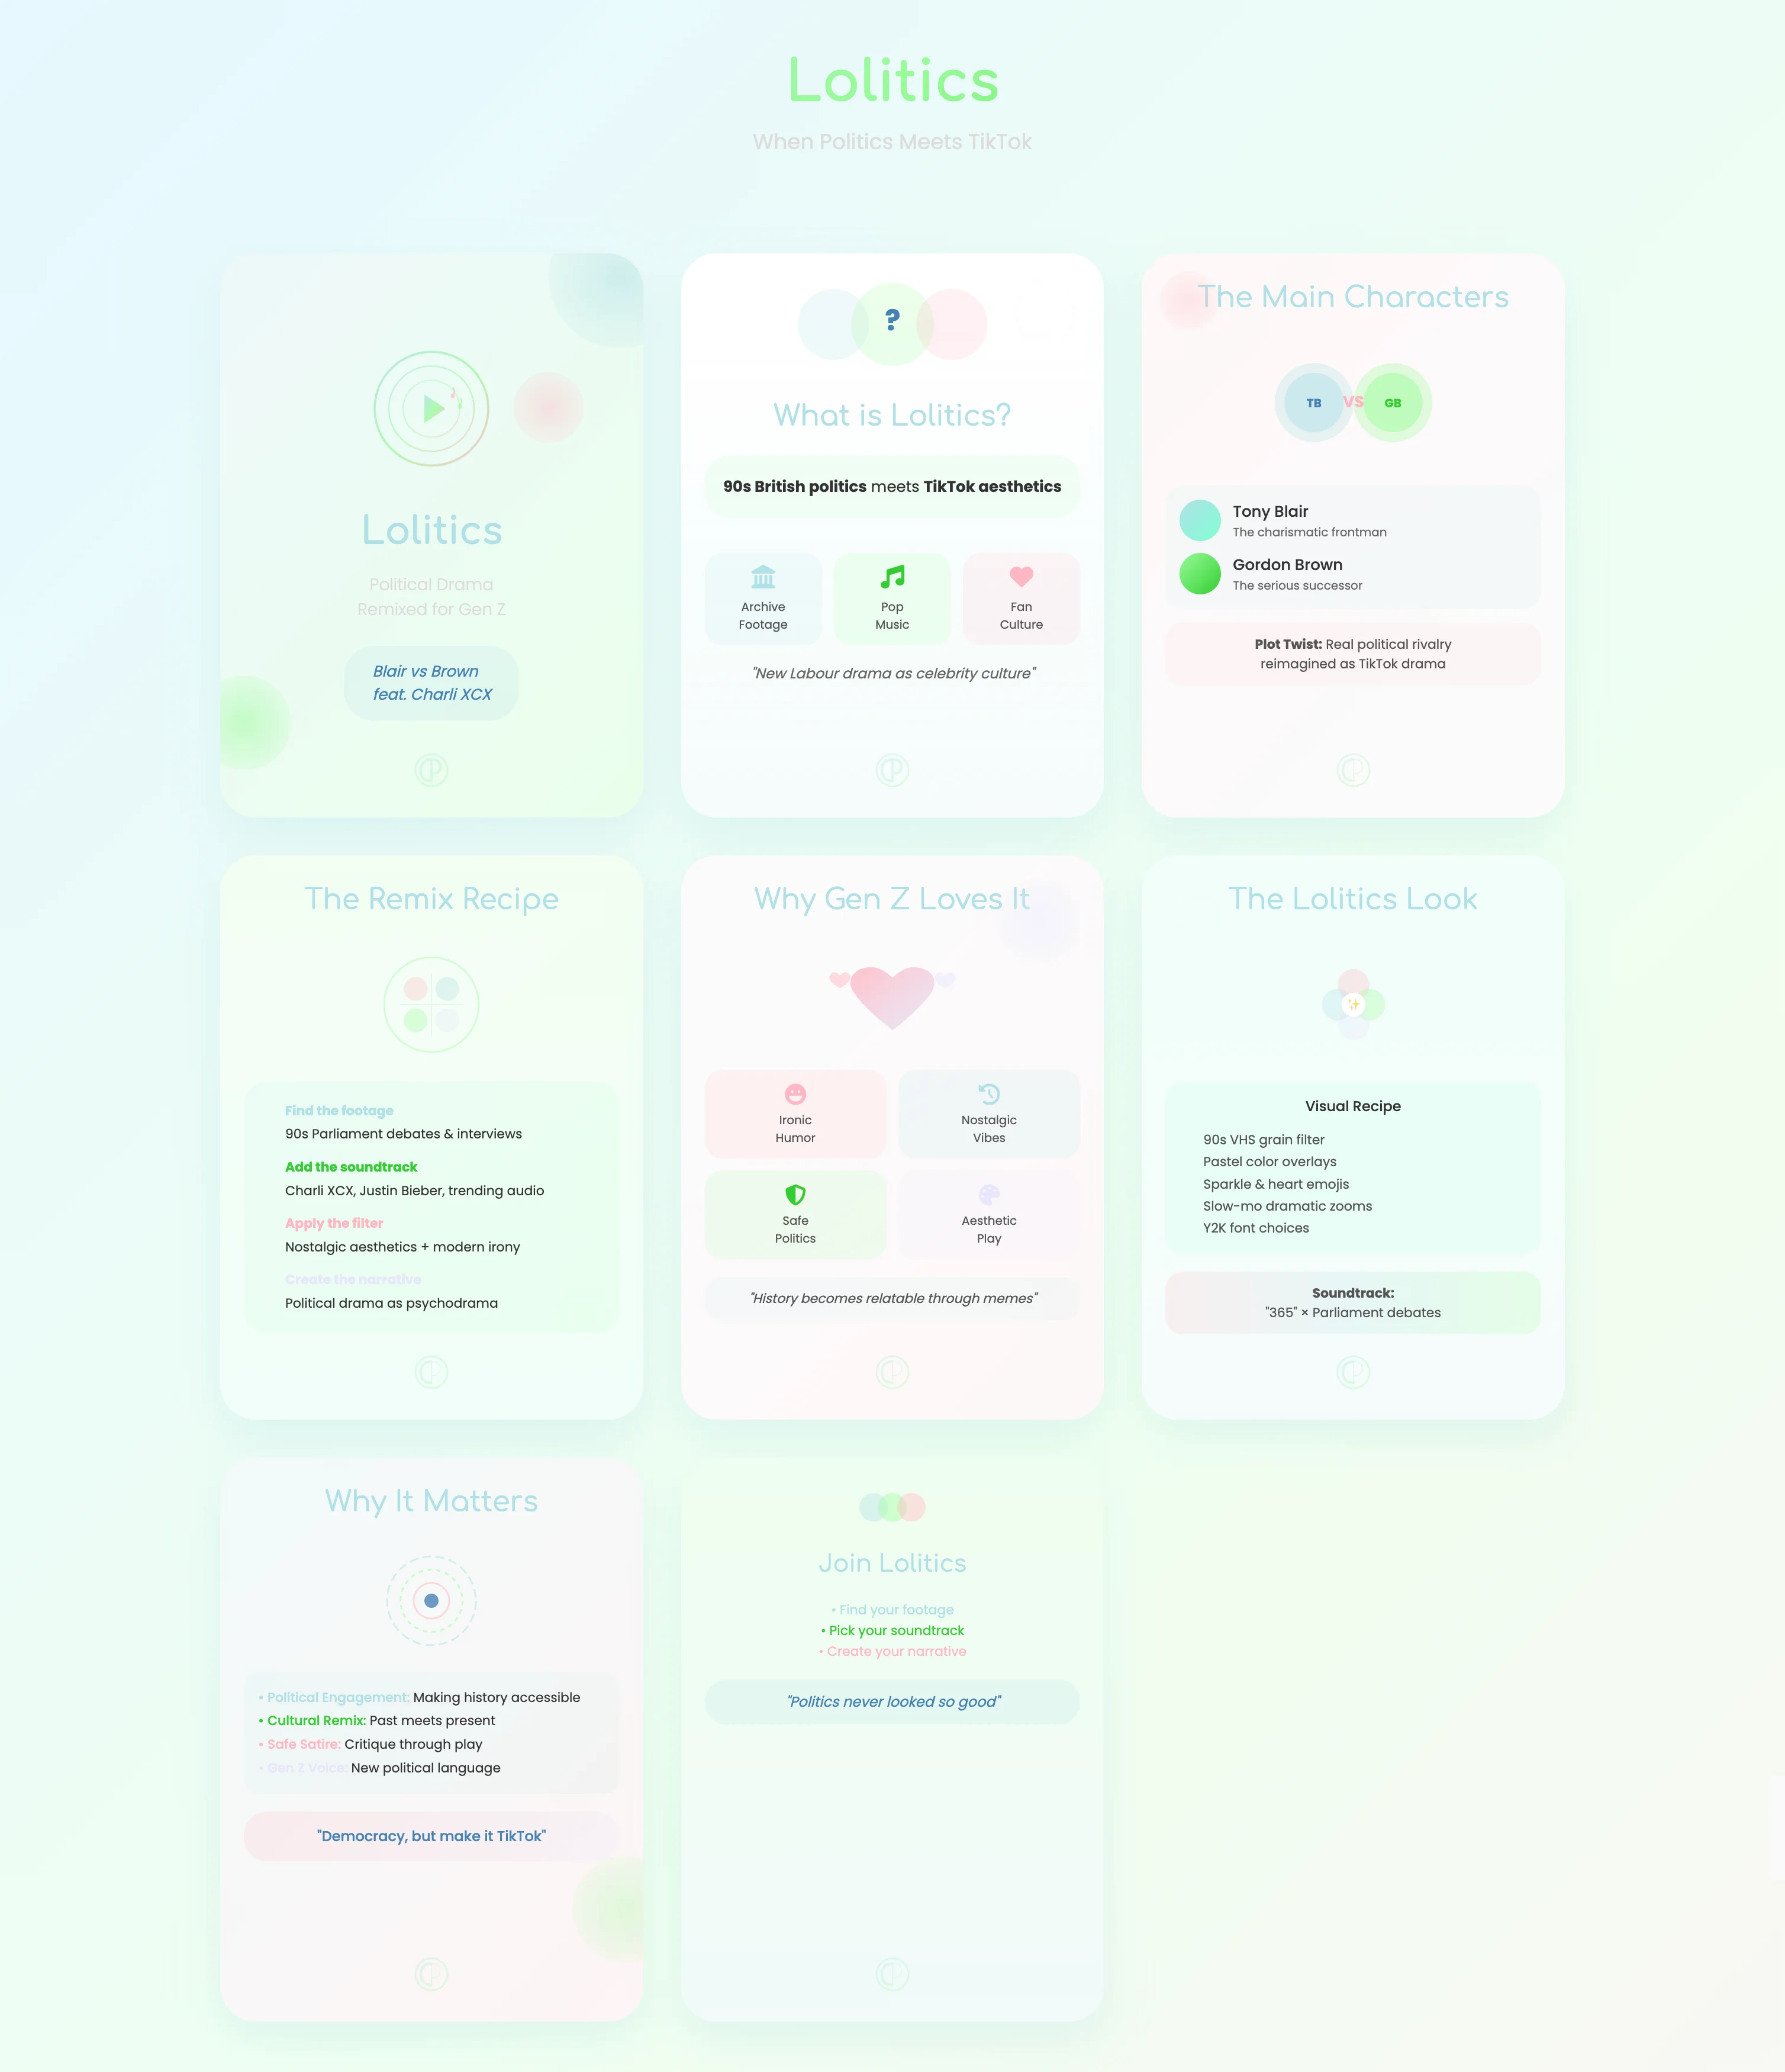 Lolitics
When Politics Meets TikTok
Lolitics
Political Drama
Remixed for Gen Z
Blair vs Brown
feat. Charli XCX
?
What is Lolitics?
90s British politics meets TikTok aesthetics
Archive
Footage
Pop
Music
Fan
Culture
"New Labour drama as celebrity culture"
The Main Characters
TB VS GB
Tony Blair
The charismatic frontman
Gordon Brown
The serious successor
Plot Twist: Real political rivalry
reimagined as TikTok drama
The Remix Recipe
Find the footage
90s Parliament debates & interviews
Add the soundtrack
Charli XCX, Justin Bieber, trending audio
Apply the filter
Nostalgic aesthetics + modern irony
Create the narrative
Political drama as psychodrama
Why Gen Z Loves It
Ironic
Humor
Nostalgic
Vibes
Safe
Politics
Aesthetic
Play
"History becomes relatable through memes"
The Lolitics Look
Visual Recipe
90s VHS grain filter
Pastel color overlays
Sparkle & heart emojis
Slow-mo dramatic zooms
Y2K font choices
Soundtrack:
"365" × Parliament debates
Why It Matters
• Political Engagement: Making history accessible
• Cultural Remix: Past meets present
• Safe Satire: Critique through play
• Gen Z Voice: New political language
"Democracy, but make it TikTok"
Join Lolitics
• Find your footage
• Pick your soundtrack
• Create your narrative
"Politics never looked so good"